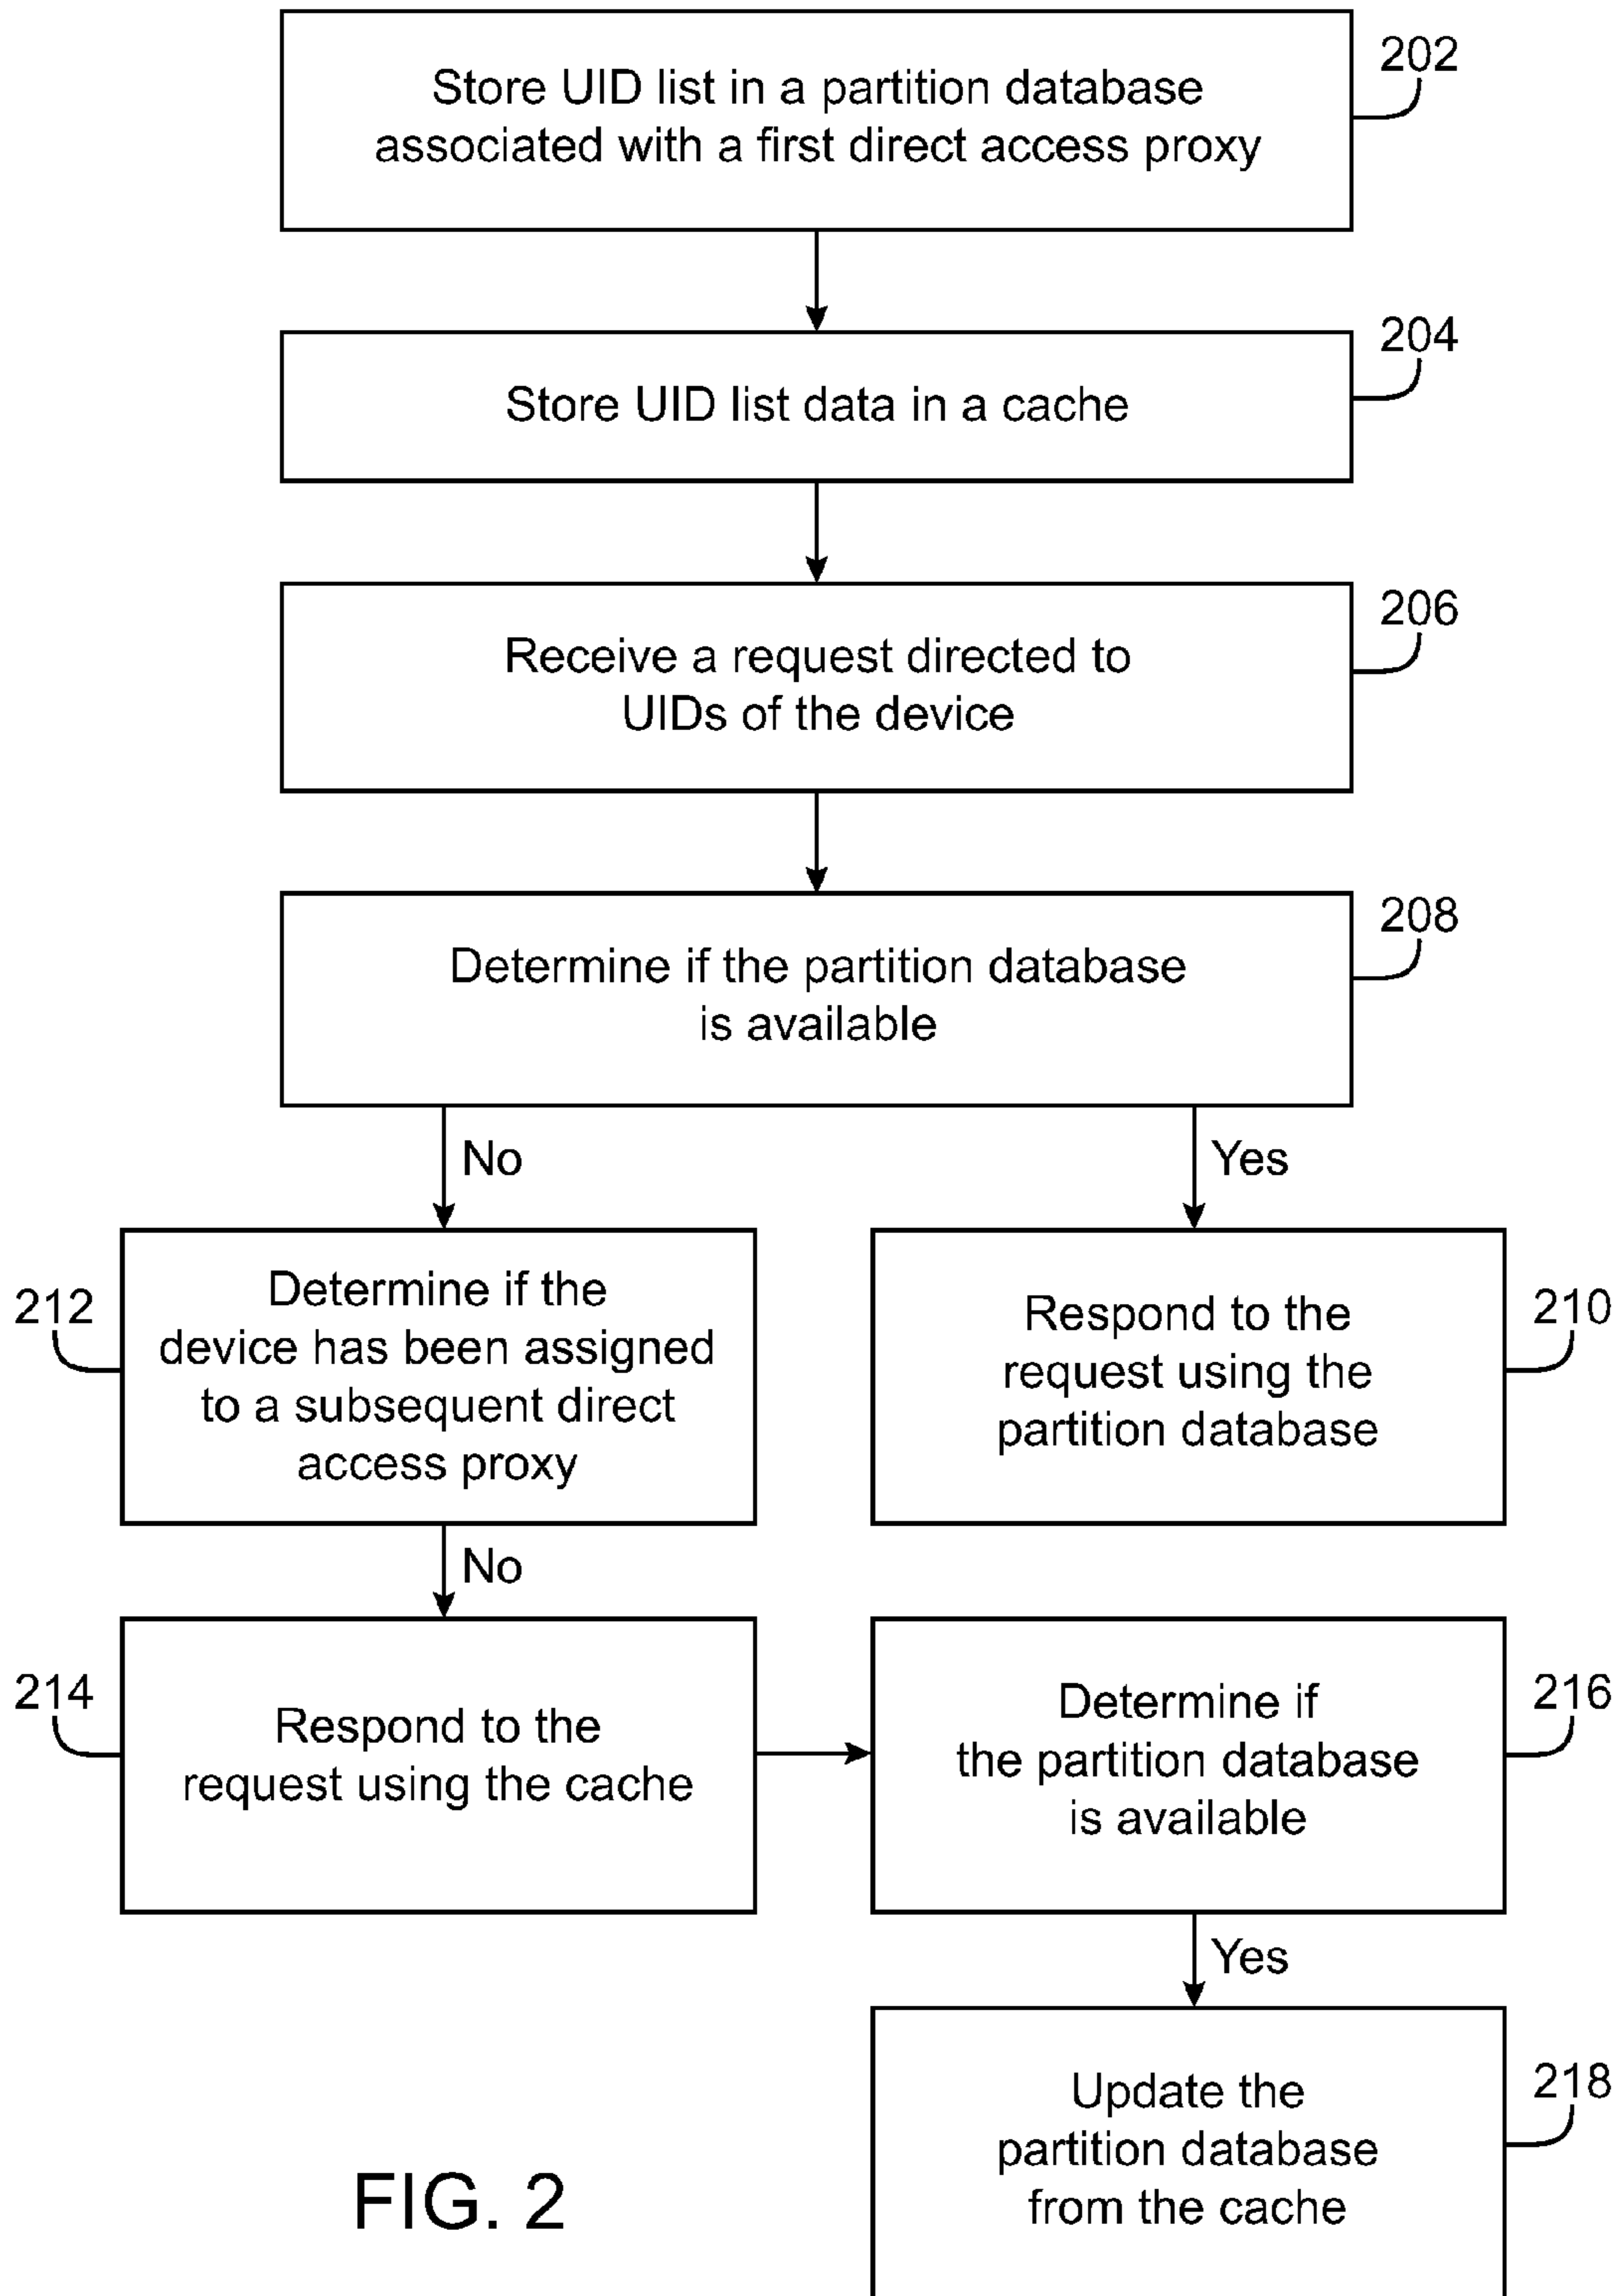 Store UID list in a partition database
associated with a first direct access proxy
202
Store UID list data in a cache
204
Receive a request directed to
UIDs of the device
206
Determine if the partition database
is available
208
No
Yes
212
Determine if the
device has been assigned
to a subsequent direct
access proxy
Respond to the
request using the
partition database
210
No
214
Respond to the
request using the cache
Determine if
the partition database
is available
216
Yes
Update the
partition database
from the cache
218
FIG. 2